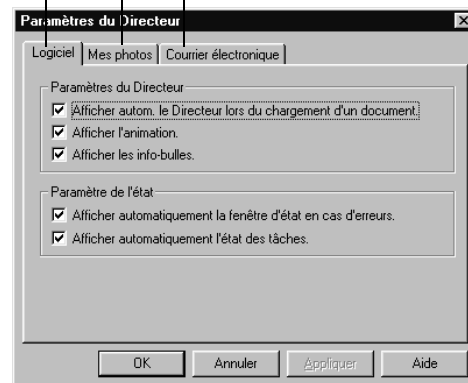 Paramètres du Directeur
Logiciel Mes photos Courrier électronique
Paramètres du Directeur
Afficher autom. le Directeur lors du chargement d'un document.
Afficher l'animation.
Afficher les info-bulles.
Paramètre de l'état
Afficher automatiquement la fenêtre d'état en cas d'erreurs.
Afficher automatiquement l'état des tâches.
OK Annuler Appliquer Aide